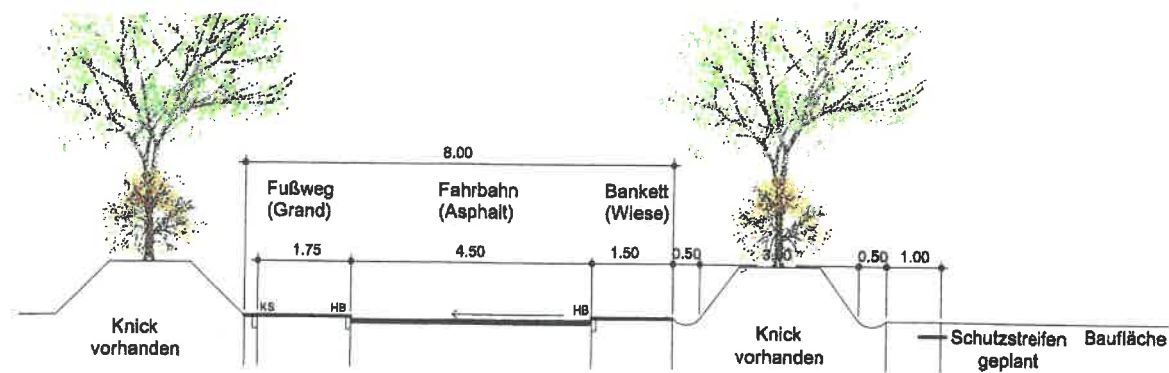 8.00
Fußweg
(Grand)
Fahrbahn
(Asphalt)
Bankett
(Wiese)
1.75
4.50
1.50
0.50
3.00
0.50
1.00
KS
HB
HB
Knick
vorhanden
Knick
vorhanden
Schutzstreifen
geplant
Baufläche